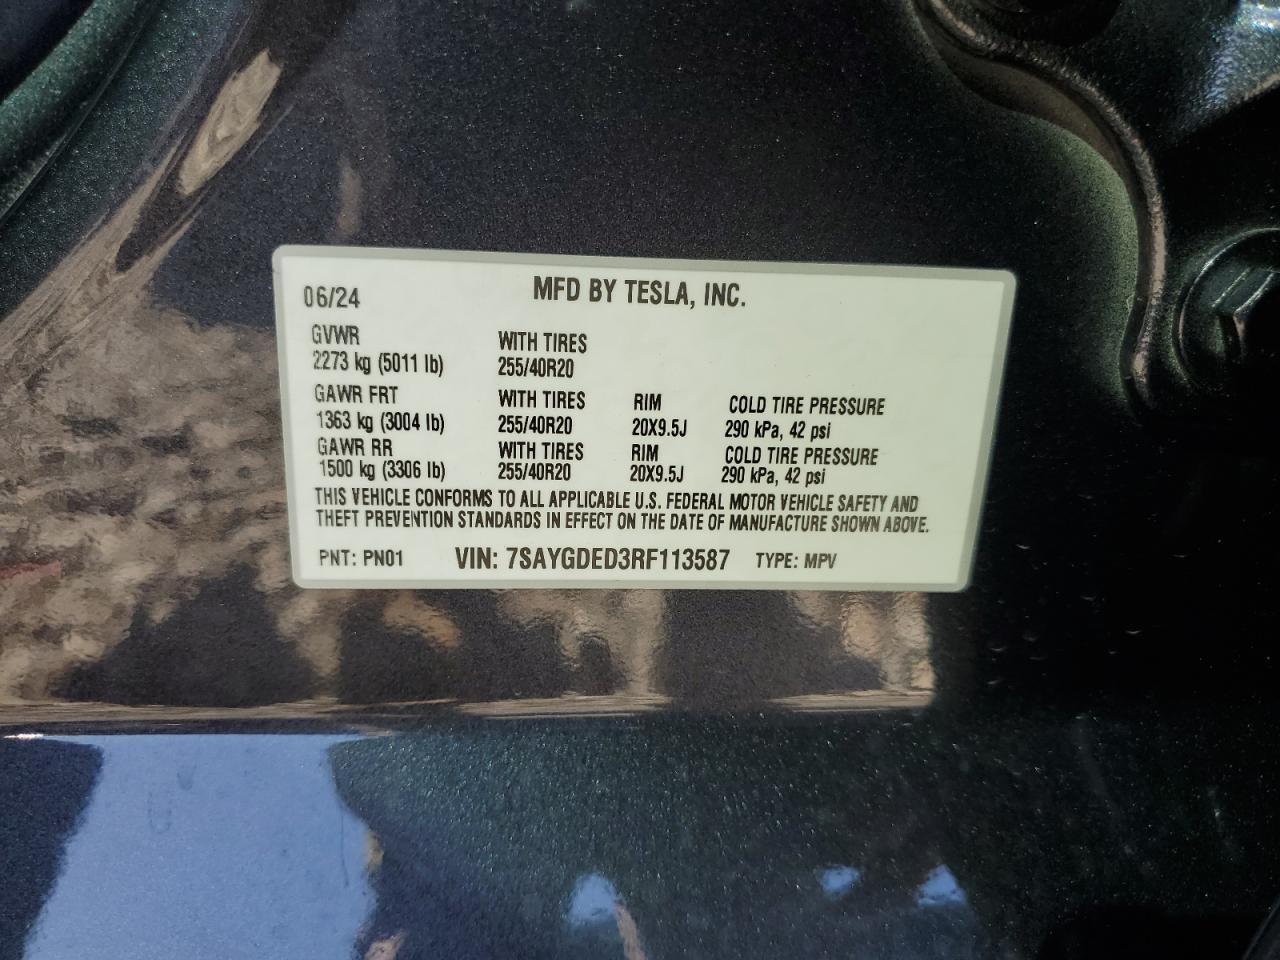 06/24 MFD BY TESLA, INC.
GVWR WITH TIRES
2273 kg (5011 lb) 255/40R20
GAWR FRT WITH TIRES RIM COLD TIRE PRESSURE
1363 kg (3004 lb) 255/40R20 20X9.5J 290 kPa, 42 psi
GAWR RR WITH TIRES RIM COLD TIRE PRESSURE
1500 kg (3306 lb) 255/40R20 20X9.5J 290 kPa, 42 psi
THIS VEHICLE CONFORMS TO ALL APPLICABLE U.S. FEDERAL MOTOR VEHICLE SAFETY AND
THEFT PREVENTION STANDARDS IN EFFECT ON THE DATE OF MANUFACTURE SHOWN ABOVE.
PNT: PN01 VIN: 7SAYGDED3RF113587 TYPE: MPV